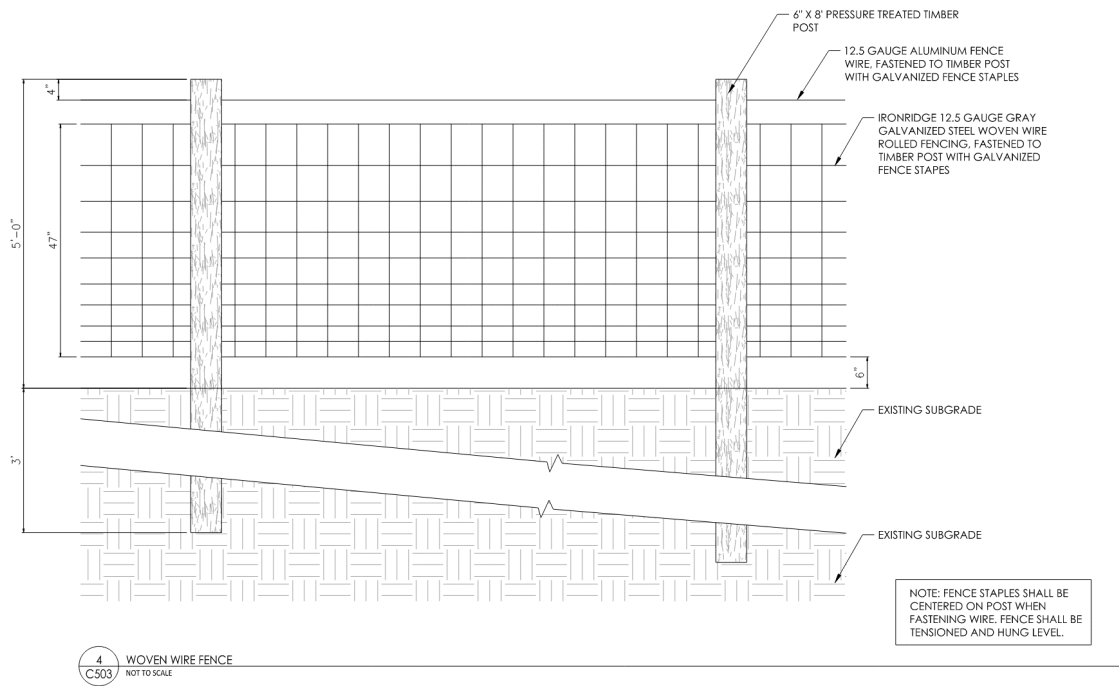 6" X 8' PRESSURE TREATED TIMBER
POST
12.5 GAUGE ALUMINUM FENCE
WIRE, FASTENED TO TIMBER POST
WITH GALVANIZED FENCE STAPLES
IRONRIDGE 12.5 GAUGE GRAY
GALVANIZED STEEL WOVEN WIRE
ROLLED FENCING, FASTENED TO
TIMBER POST WITH GALVANIZED
FENCE STAPES
4"
5'-0"
47"
6"
3'
EXISTING SUBGRADE
EXISTING SUBGRADE
NOTE: FENCE STAPLES SHALL BE
CENTERED ON POST WHEN
FASTENING WIRE. FENCE SHALL BE
TENSIONED AND HUNG LEVEL.
4
C503
WOVEN WIRE FENCE
NOT TO SCALE